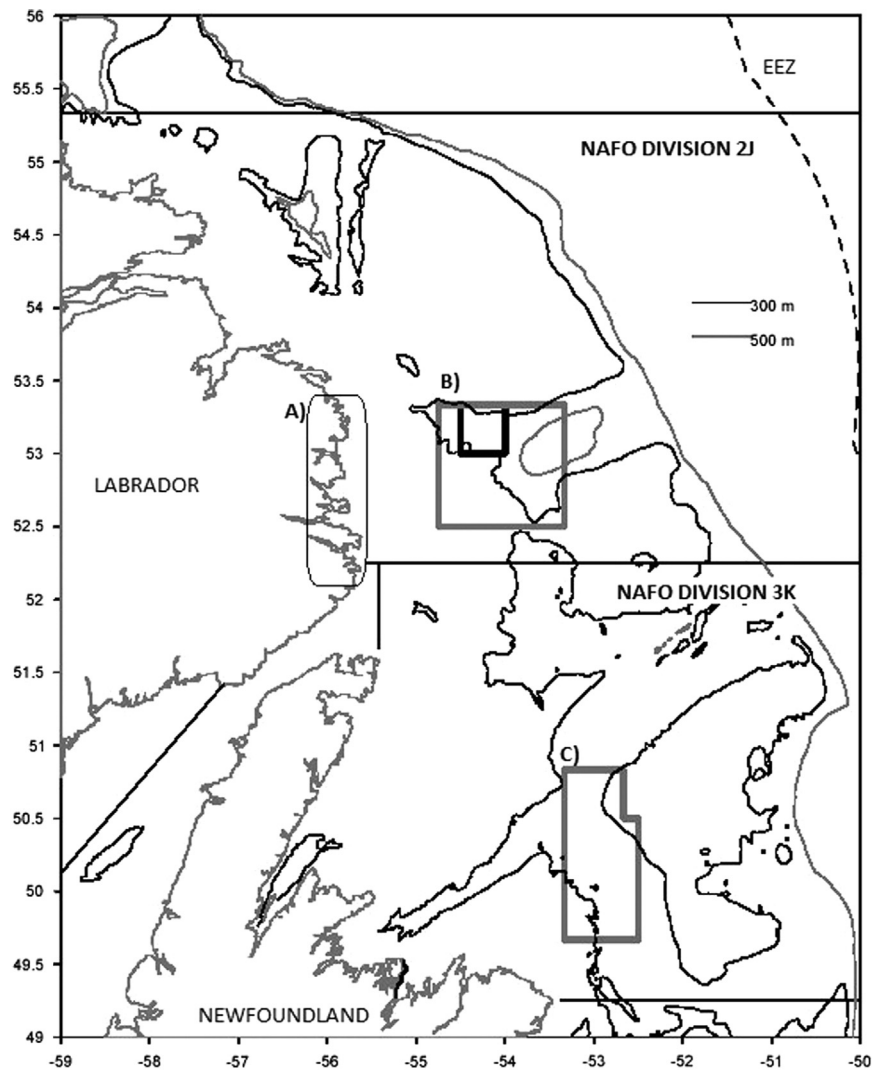 56
55.5
55
54.5
54
53.5
53
52.5
52
51.5
51
50.5
50
49.5
49
EEZ
NAFO DIVISION 2J
300 m
500 m
B)
A)
LABRADOR
NAFO DIVISION 3K
C)
NEWFOUNDLAND
-59 -58 -57 -56 -55 -54 -53 -52 -51 -50